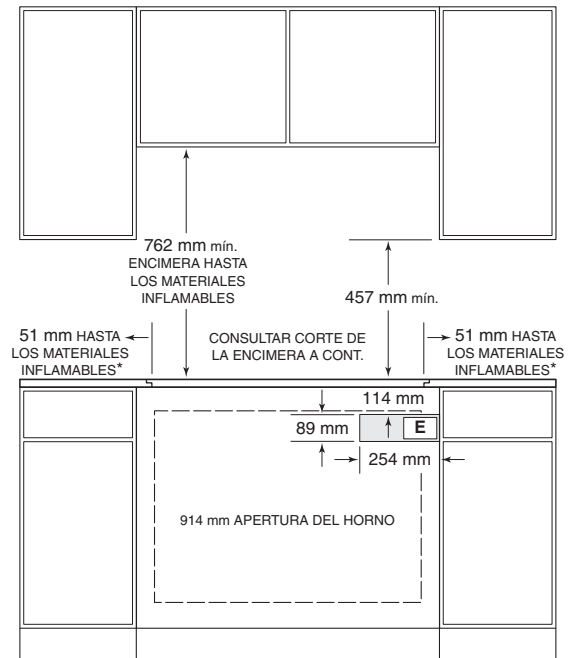 762 mm mín.
ENCIMERA HASTA
LOS MATERIALES
INFLAMABLES
457 mm mín.
51 mm HASTA
LOS MATERIALES
INFLAMABLES*
CONSULTAR CORTE DE
LA ENCIMERA A CONT.
51 mm HASTA
LOS MATERIALES
INFLAMABLES*
114 mm
89 mm
E
254 mm
914 mm APERTURA DEL HORNO